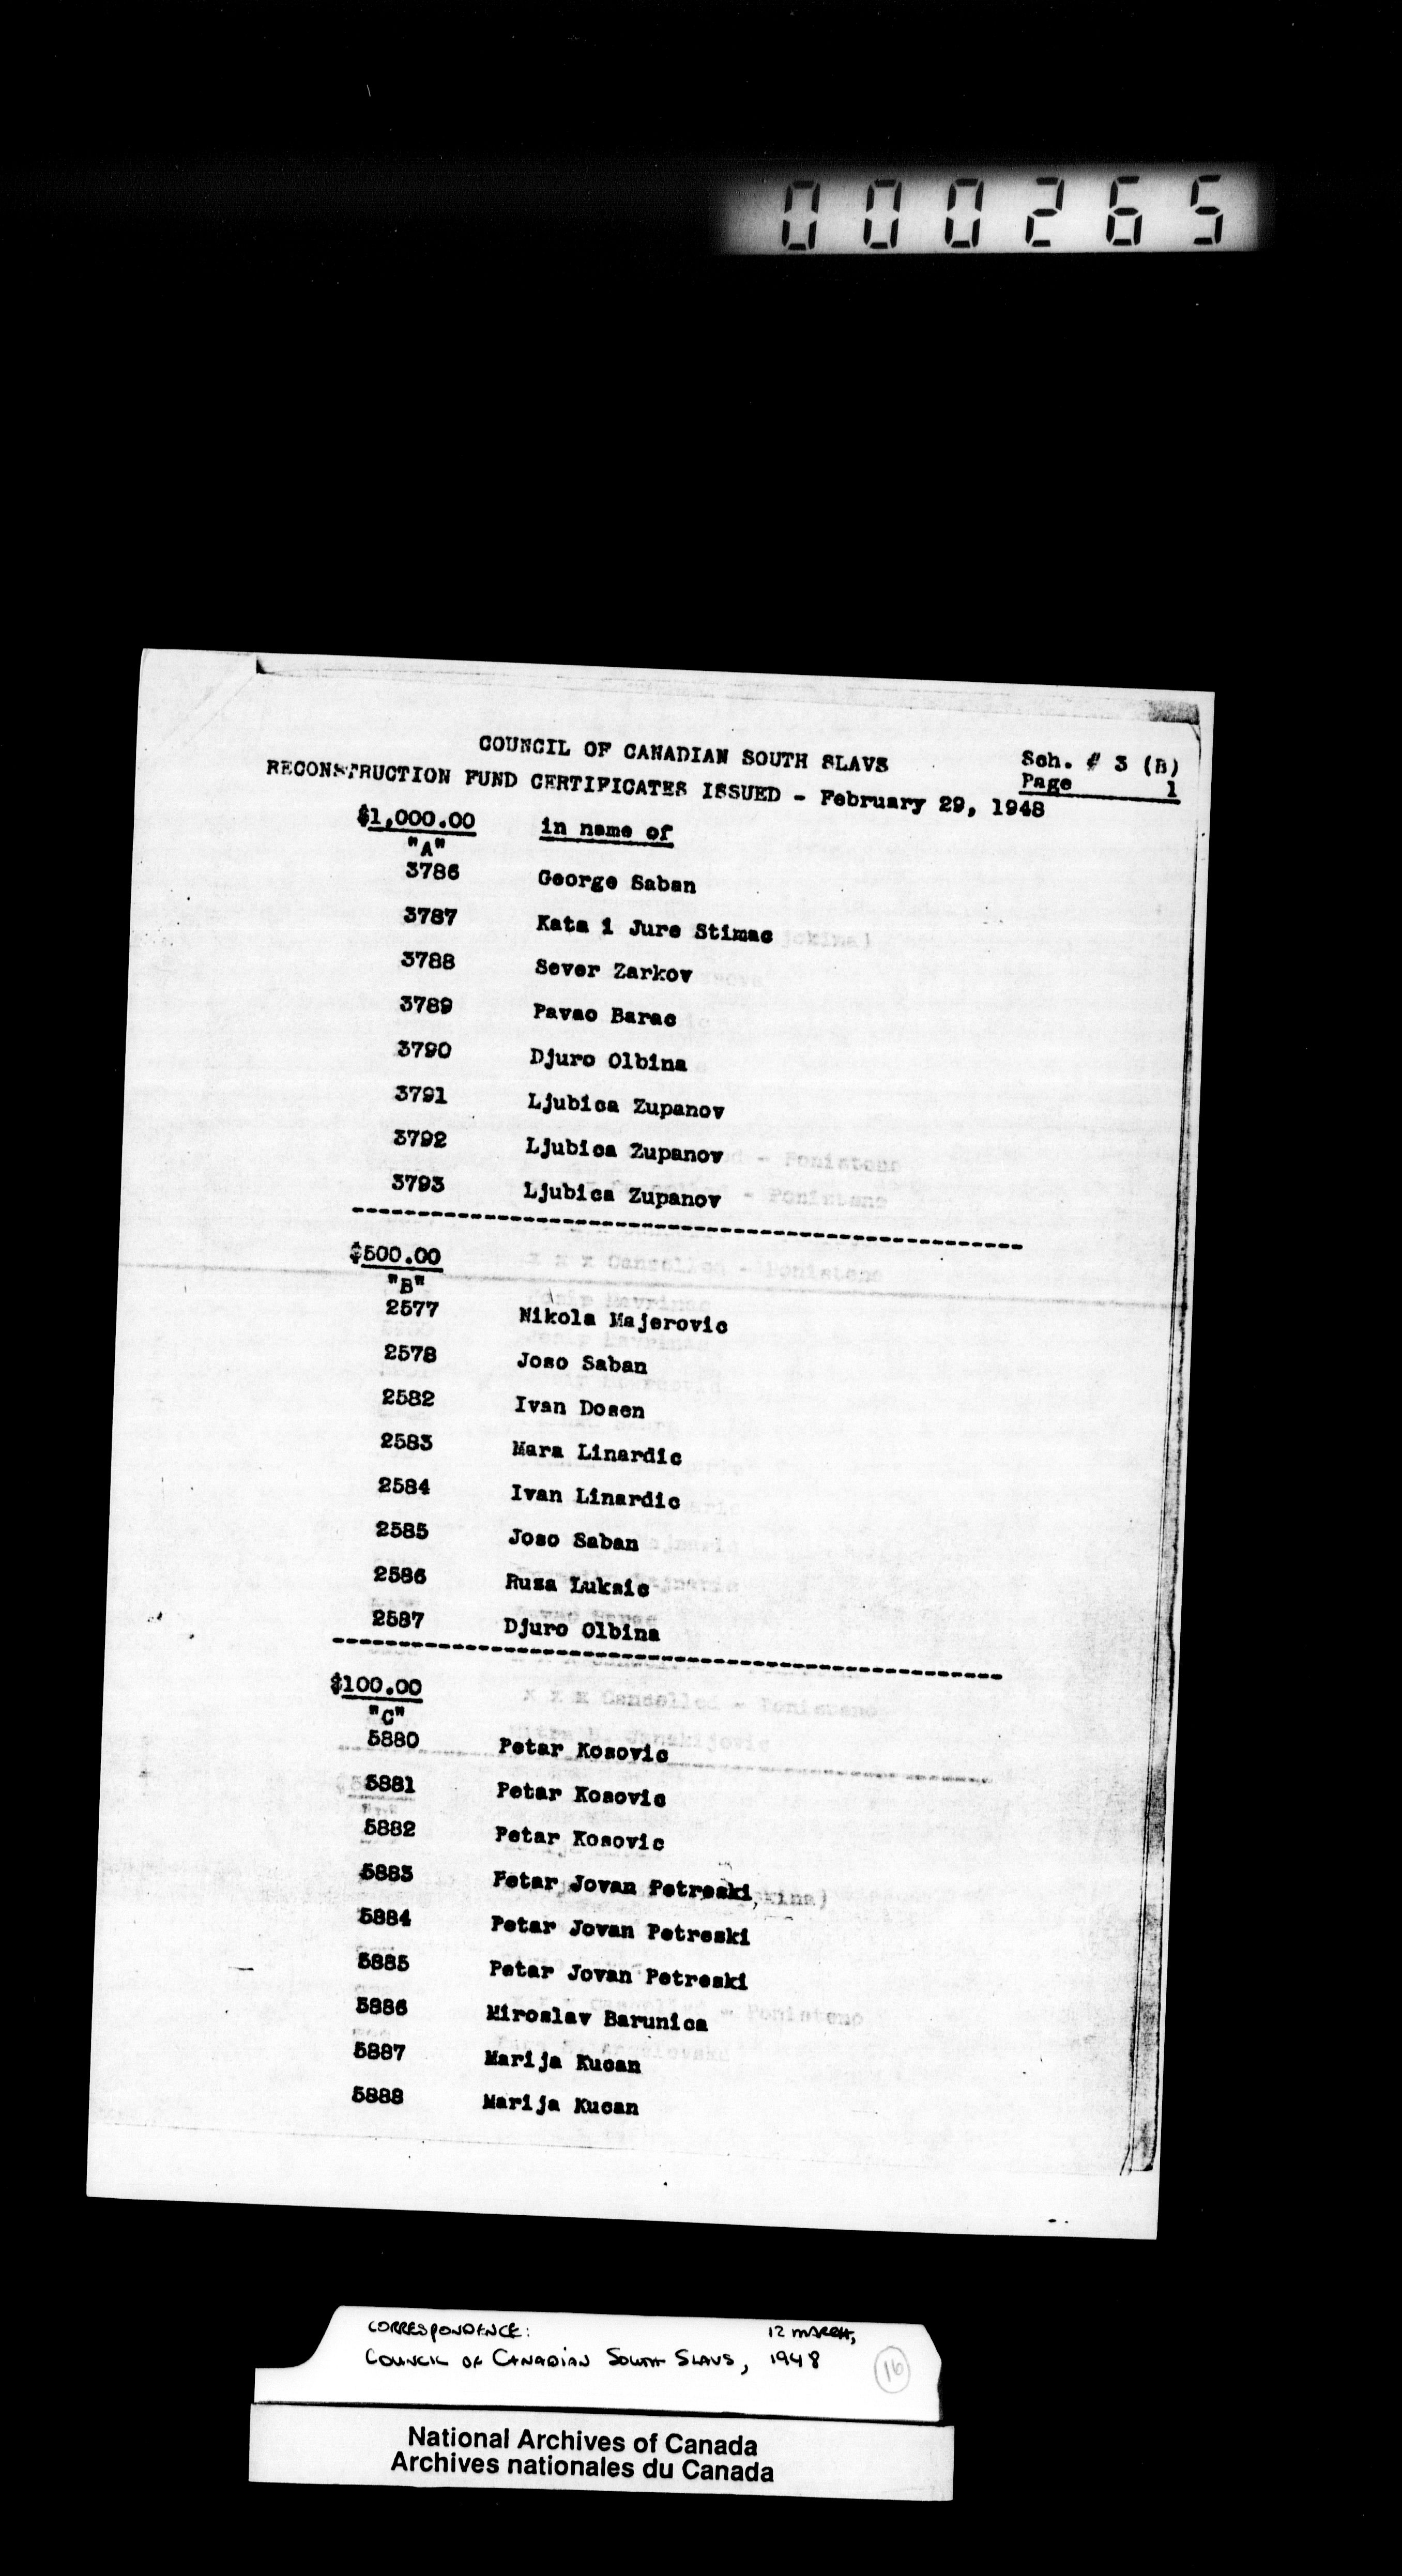 000265
COUNCIL OF CANADIAN SOUTH SLAVS Sch. # 3 (B)
Page 1
RECONSTRUCTION FUND CERTIFICATES ISSUED - February 29, 1948
$1,000.00 in name of
"A"
3786 George Saban
3787 Kata i Jure Stimac
3788 Sever Zarkov
3789 Pavao Barac
3790 Djuro Olbina
3791 Ljubica Zupanov
3792 Ljubica Zupanov
3793 Ljubica Zupanov
$500.00
"B"
2577 Nikola Majerovic
2578 Joso Saban
2582 Ivan Dosen
2583 Mara Linardic
2584 Ivan Linardic
2585 Joso Saban
2586 Ruza Luksic
2587 Djuro Olbina
$100.00
"C"
5880 Petar Kosovic
5881 Petar Kosovic
5882 Petar Kosovic
5883 Petar Jovan Petreski
5884 Petar Jovan Petreski
5885 Petar Jovan Petreski
5886 Miroslav Barunica
5887 Marija Kucan
5888 Marija Kucan
CORRESPONDENCE: 12 MARCH,
COUNCIL OF CANADIAN SOUTH SLAVS, 1948
16
National Archives of Canada
Archives nationales du Canada